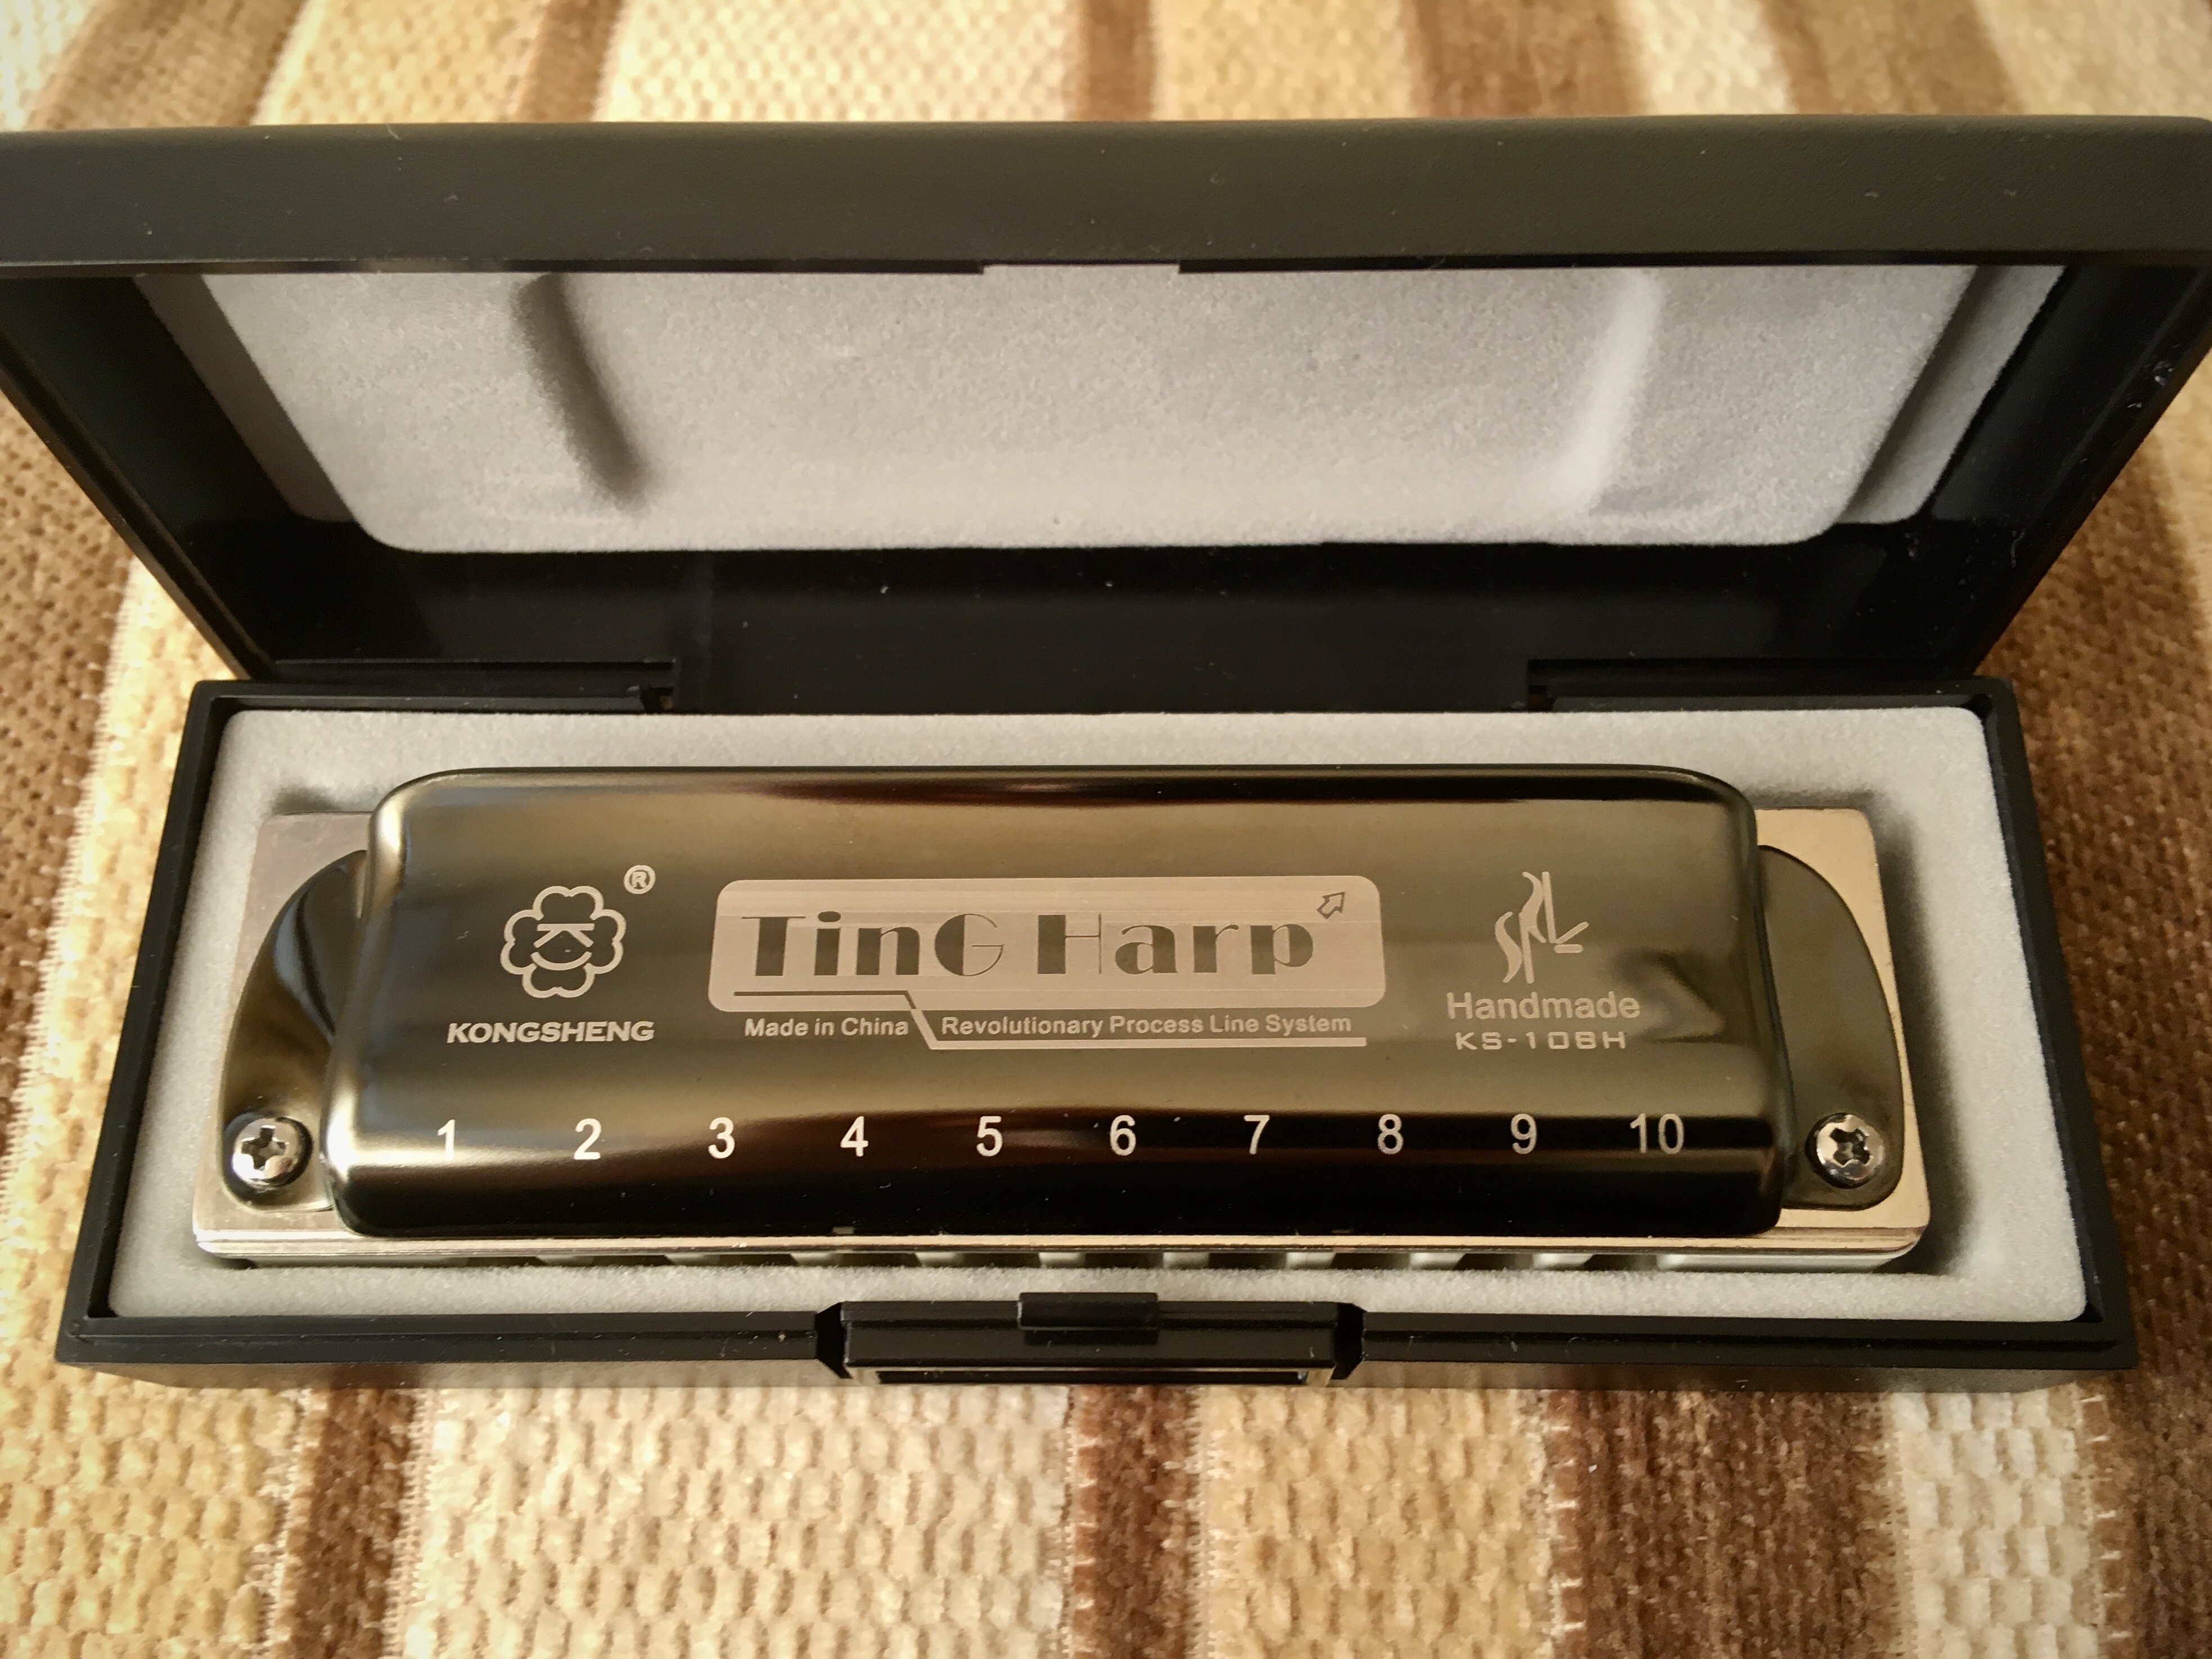 ®
KONGSHENG
TinG Harp
Made in China Revolutionary Process Line System
Handmade
KS-10BH
1 2 3 4 5 6 7 8 9 10